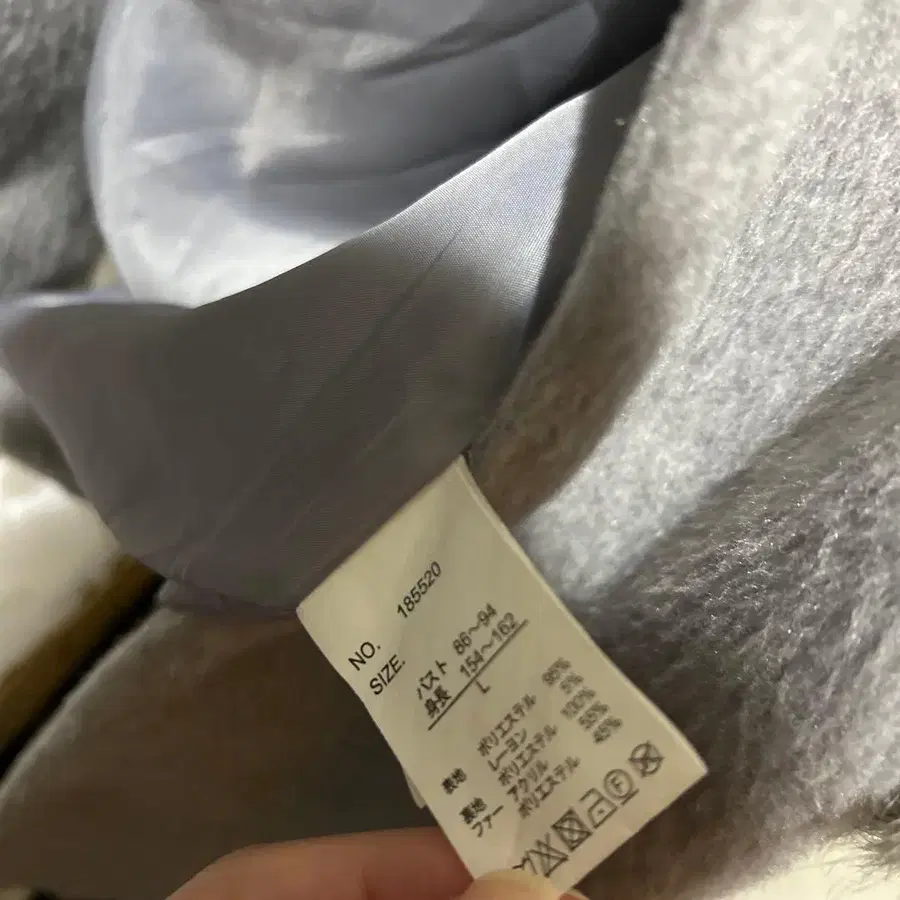 NO. 185520
SIZE.
バスト 86～94
身長 154～162
L
表地 ポリエステル 95%
レーヨン 5%
裏地 ポリエステル 100%
ファー アクリル 55%
ポリエステル 45%